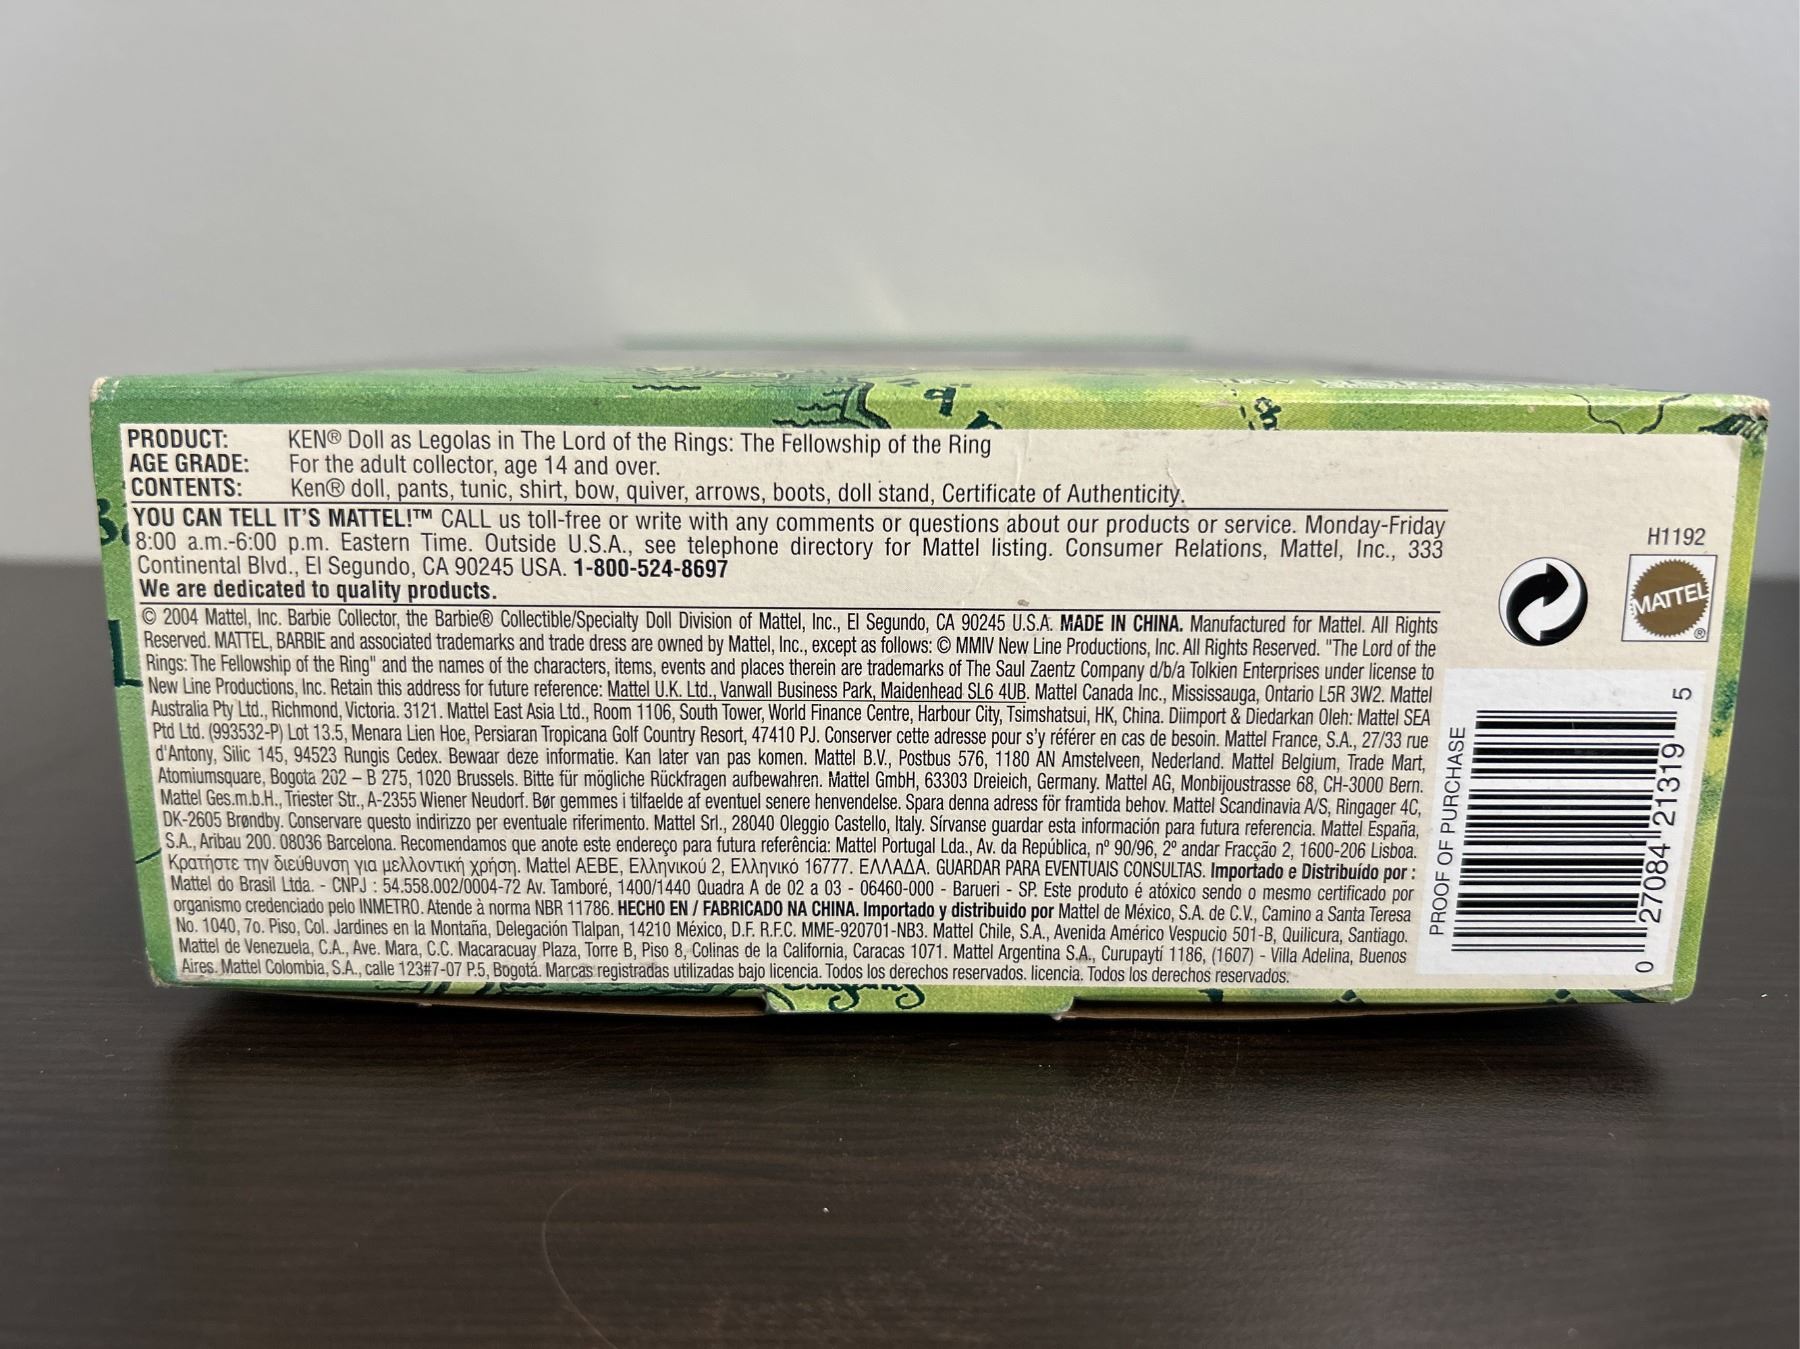 PRODUCT: KEN® Doll as Legolas in The Lord of the Rings: The Fellowship of the Ring
AGE GRADE: For the adult collector, age 14 and over.
CONTENTS: Ken® doll, pants, tunic, shirt, bow, quiver, arrows, boots, doll stand, Certificate of Authenticity.
YOU CAN TELL IT'S MATTEL!™ CALL us toll-free or write with any comments or questions about our products or service. Monday-Friday
8:00 a.m.-6:00 p.m. Eastern Time. Outside U.S.A., see telephone directory for Mattel listing. Consumer Relations, Mattel, Inc., 333
Continental Blvd., El Segundo, CA 90245 USA. 1-800-524-8697
We are dedicated to quality products.
© 2004 Mattel, Inc. Barbie Collector, the Barbie® Collectible/Specialty Doll Division of Mattel, Inc., El Segundo, CA 90245 U.S.A. MADE IN CHINA. Manufactured for Mattel. All Rights
Reserved. MATTEL, BARBIE and associated trademarks and trade dress are owned by Mattel, Inc., except as follows: © MMIV New Line Productions, Inc. All Rights Reserved. "The Lord of the
Rings: The Fellowship of the Ring" and the names of the characters, items, events and places therein are trademarks of The Saul Zaentz Company d/b/a Tolkien Enterprises under license to
New Line Productions, Inc. Retain this address for future reference: Mattel U.K. Ltd., Vanwall Business Park, Maidenhead SL6 4UB. Mattel Canada Inc., Mississauga, Ontario L5R 3W2. Mattel
Australia Pty Ltd., Richmond, Victoria. 3121. Mattel East Asia Ltd., Room 1106, South Tower, World Finance Centre, Harbour City, Tsimshatsui, HK, China. Diimport & Diedarkan Oleh: Mattel SEA
Ptd Ltd. (993532-P) Lot 13.5, Menara Lien Hoe, Persiaran Tropicana Golf Country Resort, 47410 PJ. Conserver cette adresse pour s'y référer en cas de besoin. Mattel France, S.A., 27/33 rue
d'Antony, Silic 145, 94523 Rungis Cedex. Bewaar deze informatie. Kan later van pas komen. Mattel B.V., Postbus 576, 1180 AN Amstelveen, Nederland. Mattel Belgium, Trade Mart,
Atomiumsquare, Bogota 202 – B 275, 1020 Brussels. Bitte für mögliche Rückfragen aufbewahren. Mattel GmbH, 63303 Dreieich, Germany. Mattel AG, Monbijoustrasse 68, CH-3000 Bern.
Mattel Ges.m.b.H., Triester Str., A-2355 Wiener Neudorf. Bør gemmes i tilfaelde af eventuel senere henvendelse. Spara denna adress för framtida behov. Mattel Scandinavia A/S, Ringager 4C,
DK-2605 Brøndby. Conservare questo indirizzo per eventuale riferimento. Mattel Srl., 28040 Oleggio Castello, Italy. Sírvanse guardar esta información para futura referencia. Mattel España,
S.A., Aribau 200. 08036 Barcelona. Recomendamos que anote este endereço para futura referência: Mattel Portugal Lda., Av. da República, nº 90/96, 2º andar Fracção 2, 1600-206 Lisboa.
Κρατήστε την διεύθυνση για μελλοντική χρήση. Mattel AEBE, Ελληνικού 2, Ελληνικό 16777. ΕΛΛΑΔΑ. GUARDAR PARA EVENTUAIS CONSULTAS. Importado e Distribuído por :
Mattel do Brasil Ltda. - CNPJ : 54.558.002/0004-72 Av. Tamboré, 1400/1440 Quadra A de 02 a 03 - 06460-000 - Barueri - SP. Este produto é atóxico sendo o mesmo certificado por
organismo credenciado pelo INMETRO. Atende à norma NBR 11786. HECHO EN / FABRICADO NA CHINA. Importado y distribuido por Mattel de México, S.A. de C.V., Camino a Santa Teresa
No. 1040, 7o. Piso, Col. Jardines en la Montaña, Delegación Tlalpan, 14210 México, D.F. R.F.C. MME-920701-NB3. Mattel Chile, S.A., Avenida Américo Vespucio 501-B, Quilicura, Santiago.
Mattel de Venezuela, C.A., Ave. Mara, C.C. Macaracuay Plaza, Torre B, Piso 8, Colinas de la California, Caracas 1071. Mattel Argentina S.A., Curupaytí 1186, (1607) - Villa Adelina, Buenos
Aires. Mattel Colombia, S.A., calle 123#7-07 P.5, Bogotá. Marcas registradas utilizadas bajo licencia. Todos los derechos reservados. licencia. Todos los derechos reservados.
H1192
MATTEL®
PROOF OF PURCHASE
0 27084 21319 5